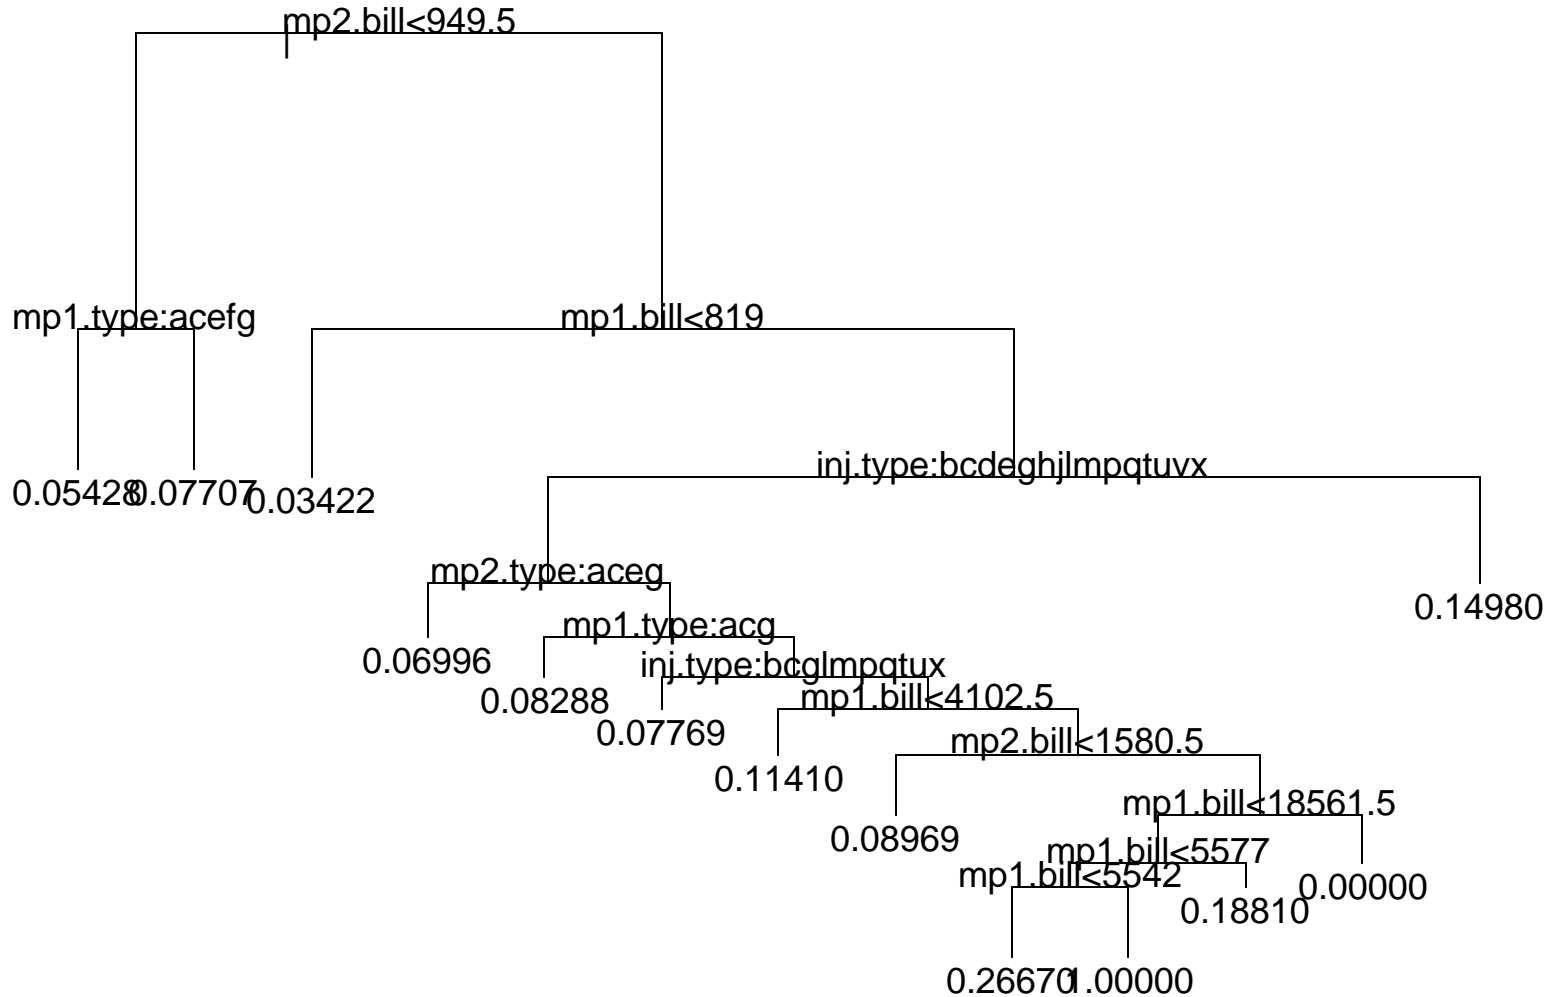 mp2.bill<949.5
mp1.type:acefg
mp1.bill<819
0.05428
0.07707
0.03422
inj.type:bcdeghjlmpqtuvx
mp2.type:aceg
0.14980
0.06996
mp1.type:acg
0.08288
inj.type:bcglmpqtux
0.07769
mp1.bill<4102.5
0.11410
mp2.bill<1580.5
0.08969
mp1.bill<18561.5
mp1.bill<5577
0.00000
mp1.bill<5542
0.18810
0.26670
1.00000